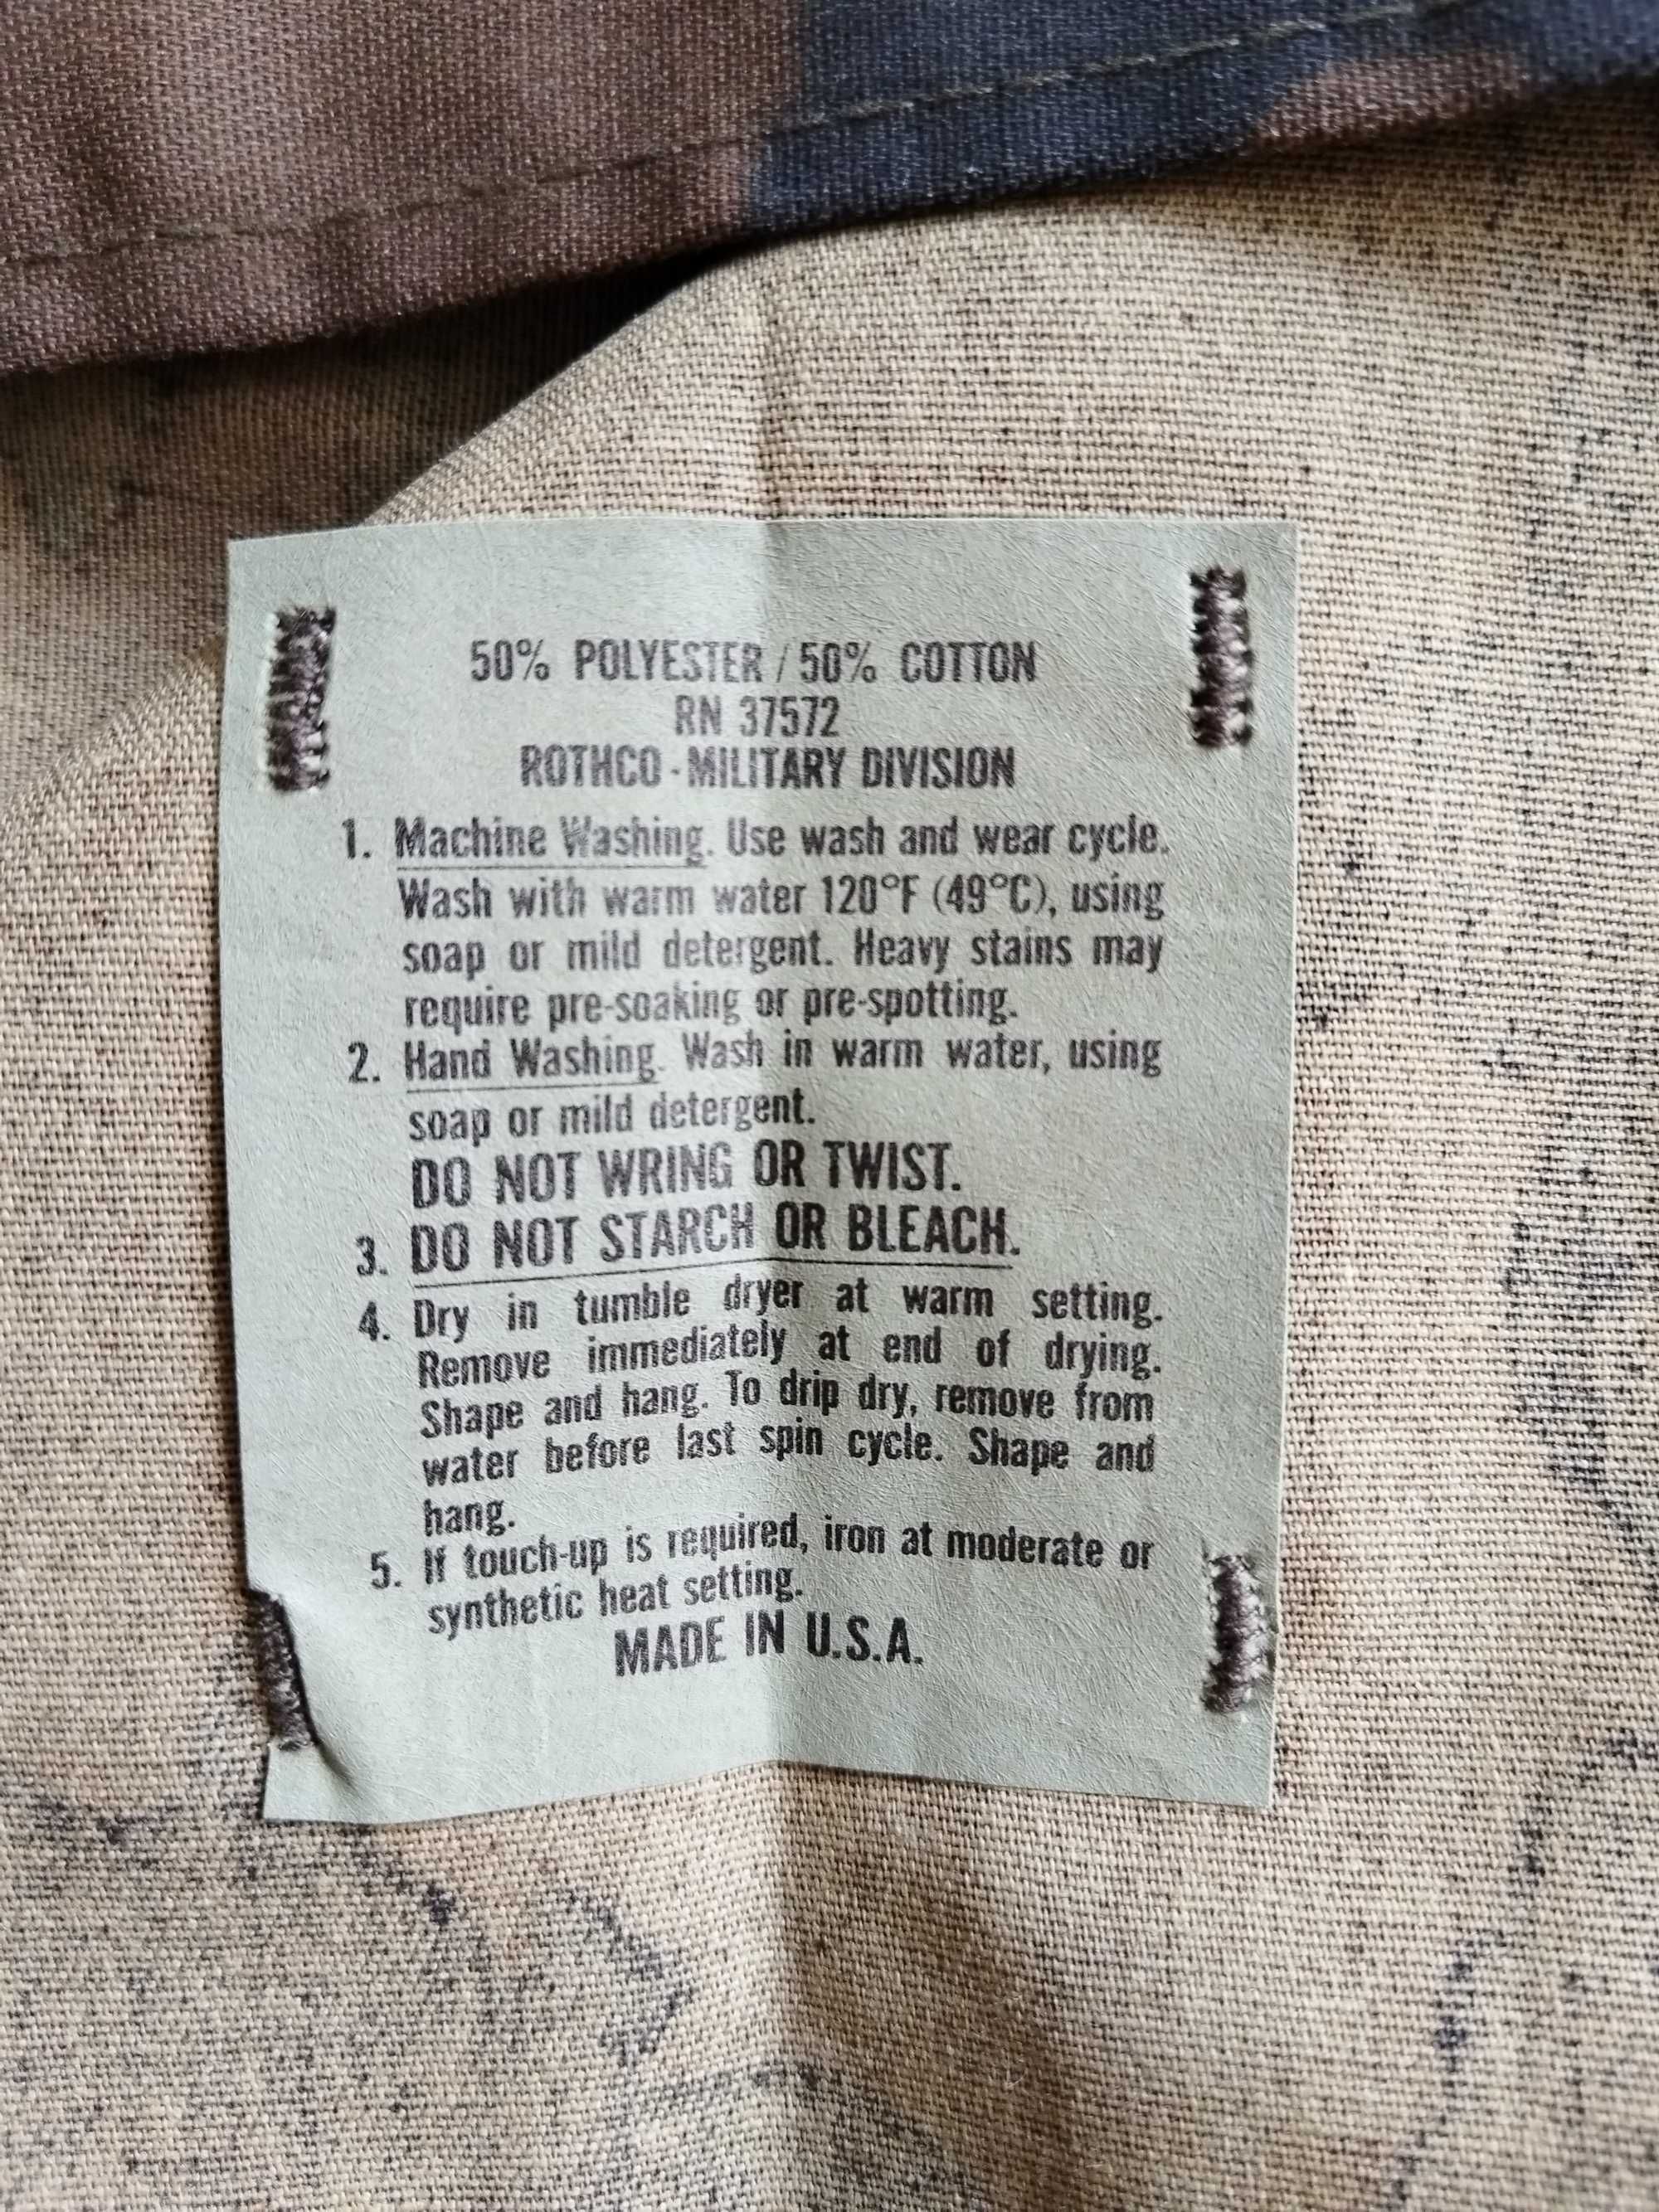 50% POLYESTER / 50% COTTON
RN 37572
ROTHCO - MILITARY DIVISION
1. Machine Washing. Use wash and wear cycle.
Wash with warm water 120°F (49°C), using
soap or mild detergent. Heavy stains may
require pre-soaking or pre-spotting.
2. Hand Washing. Wash in warm water, using
soap or mild detergent.
DO NOT WRING OR TWIST.
3. DO NOT STARCH OR BLEACH.
4. Dry in tumble dryer at warm setting.
Remove immediately at end of drying.
Shape and hang. To drip dry, remove from
water before last spin cycle. Shape and
hang.
5. If touch-up is required, iron at moderate or
synthetic heat setting.
MADE IN U.S.A.